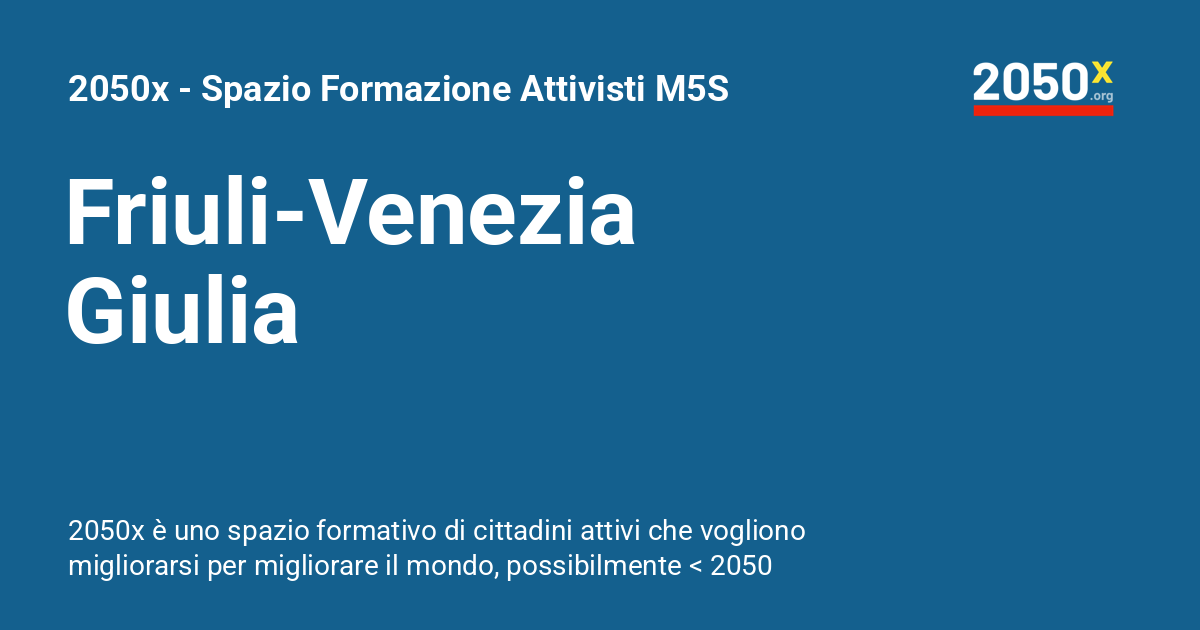 2050x - Spazio Formazione Attivisti M5S
2050x
.org
Friuli-Venezia
Giulia
2050x è uno spazio formativo di cittadini attivi che vogliono
migliorarsi per migliorare il mondo, possibilmente < 2050